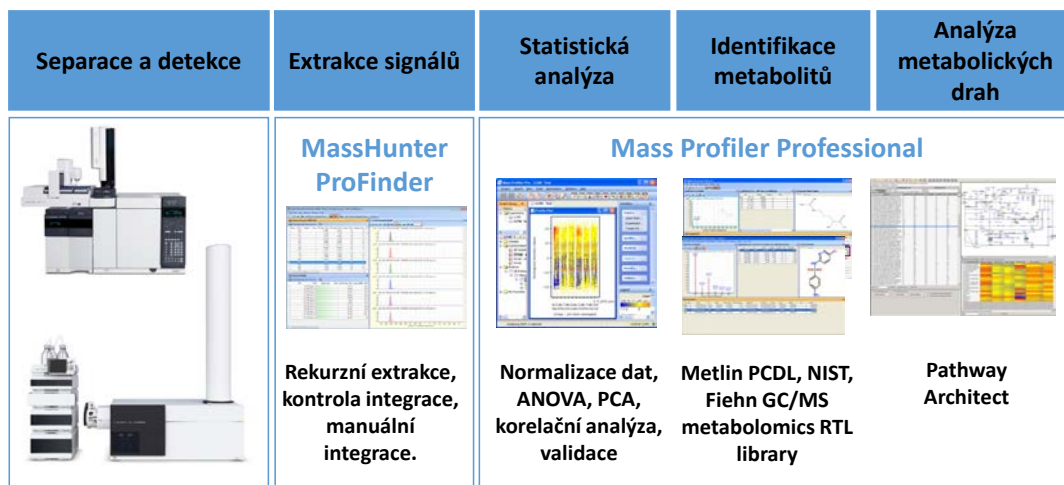 Separace a detekce
Extrakce signálů
Statistická
analýza
Identifikace
metabolitů
Analýza
metabolických
drah
MassHunter
ProFinder
Mass Profiler Professional
Rekurzní extrakce,
kontrola integrace,
manuální
integrace.
Normalizace dat,
ANOVA, PCA,
korelační analýza,
validace
Metlin PCDL, NIST,
Fiehn GC/MS
metabolomics RTL
library
Pathway
Architect